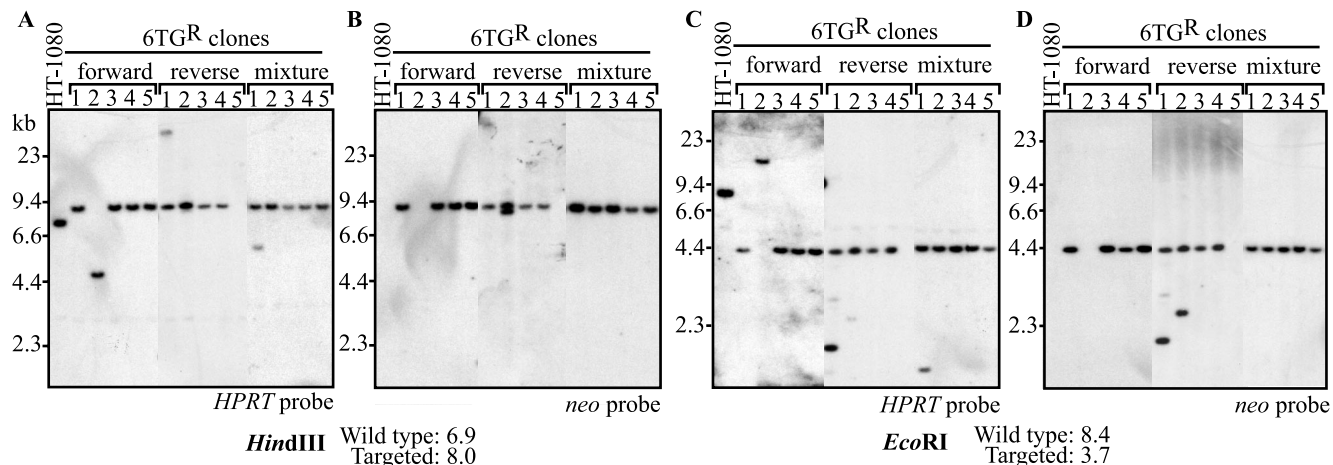 A B C D
HT-1080 6TGR clones
forward reverse mixture
1 2 3 4 5 1 2 3 4 5 1 2 3 4 5
HT-1080 6TGR clones
forward reverse mixture
1 2 3 4 5 1 2 3 4 5 1 2 3 4 5
HT-1080 6TGR clones
forward reverse mixture
1 2 3 4 5 1 2 3 4 5 1 2 3 4 5
HT-1080 6TGR clones
forward reverse mixture
1 2 3 4 5 1 2 3 4 5 1 2 3 4 5
kb
23
9.4
6.6
4.4
2.3
23
9.4
6.6
4.4
2.3
23
9.4
6.6
4.4
2.3
23
9.4
6.6
4.4
2.3
HPRT probe
neo probe
HPRT probe
neo probe
HindIII Wild type: 6.9
Targeted: 8.0
EcoRI Wild type: 8.4
Targeted: 3.7